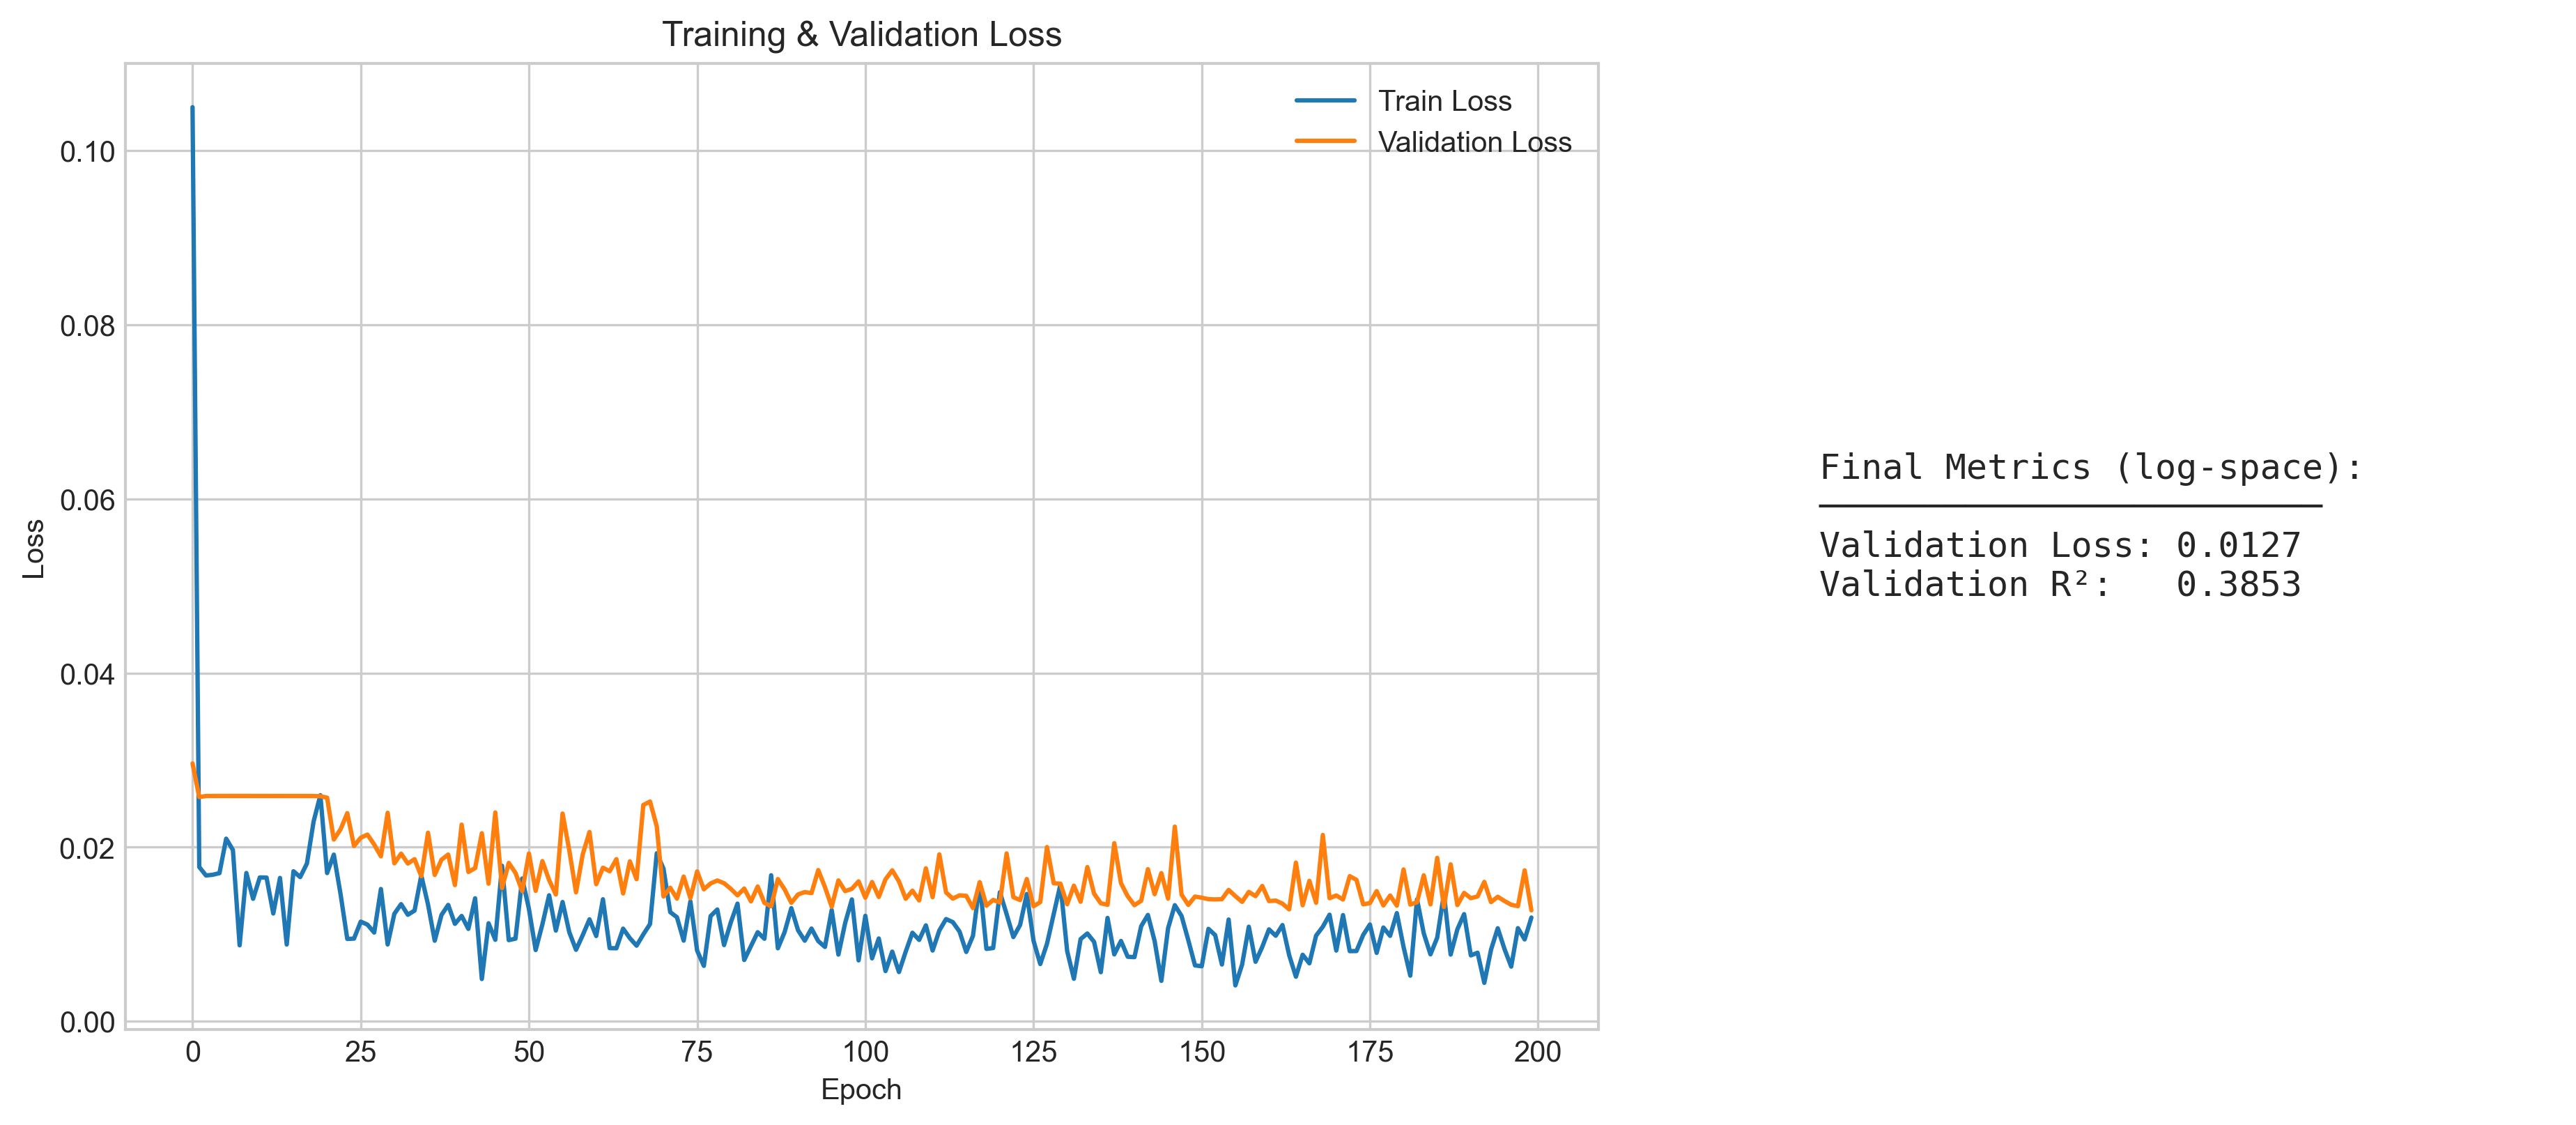 Training & Validation Loss
Train Loss
Validation Loss
0.10
0.08
0.06
0.04
0.02
0.00
Loss
0 25 50 75 100 125 150 175 200
Epoch
Final Metrics (log-space):
Validation Loss: 0.0127
Validation R²: 0.3853